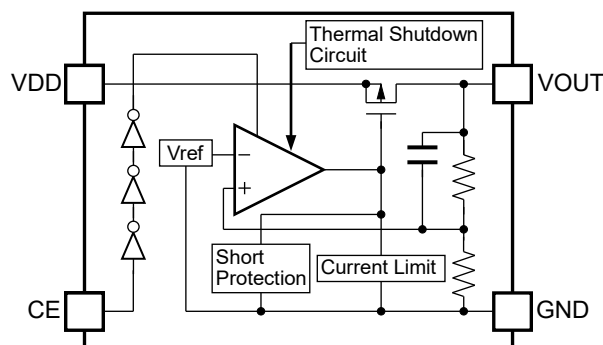 Thermal Shutdown
Circuit
VDD
VOUT
Vref
−
+
Short
Protection
Current Limit
CE
GND